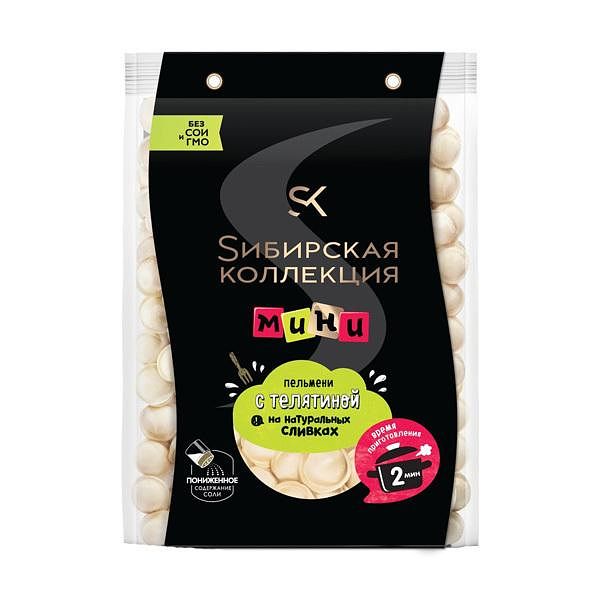 БЕЗ
СОИ
И ГМО
SK
SИБИРСКАЯ
КОЛЛЕКЦИЯ
МИНИ
ПЕЛЬМЕНИ
С ТЕЛЯТИНОЙ
НА НАТУРАЛЬНЫХ
СЛИВКАХ
ВРЕМЯ
ПРИГОТОВЛЕНИЯ
2 МИН
ПОНИЖЕННОЕ
СОДЕРЖАНИЕ
СОЛИ